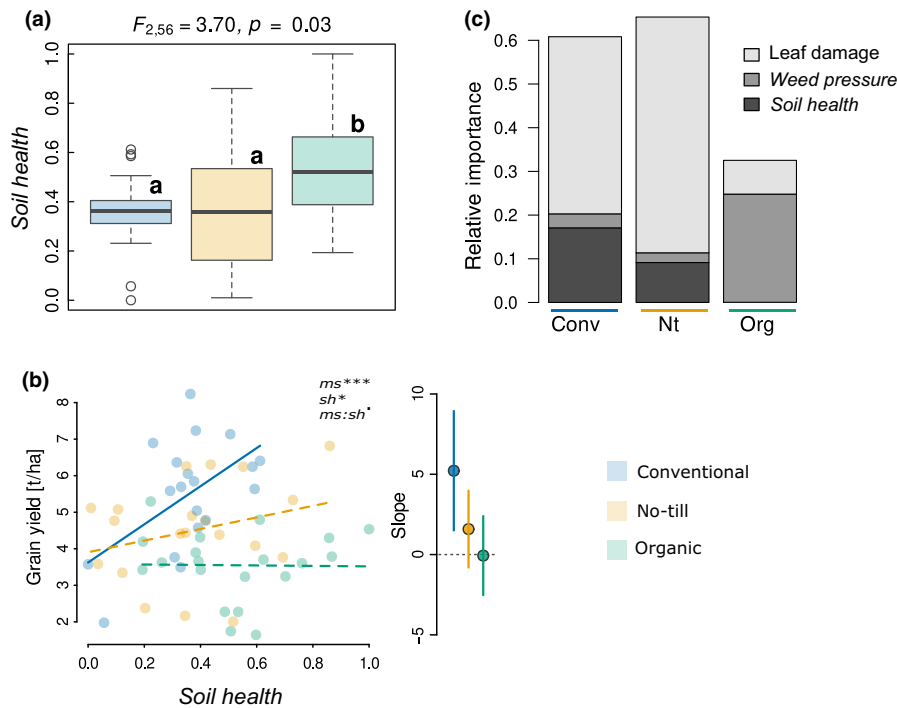 (a)
F2,56 = 3.70, p = 0.03
Soil health
0.0 0.2 0.4 0.6 0.8 1.0
a
a
b
(c)
Relative importance
0.0 0.1 0.2 0.3 0.4 0.5 0.6
Leaf damage
Weed pressure
Soil health
Conv Nt Org
(b)
Grain yield [t/ha]
2 3 4 5 6 7 8
ms***
sh*
ms:sh.
0.0 0.2 0.4 0.6 0.8 1.0
Soil health
Slope
-5 0 5 10
Conventional
No-till
Organic